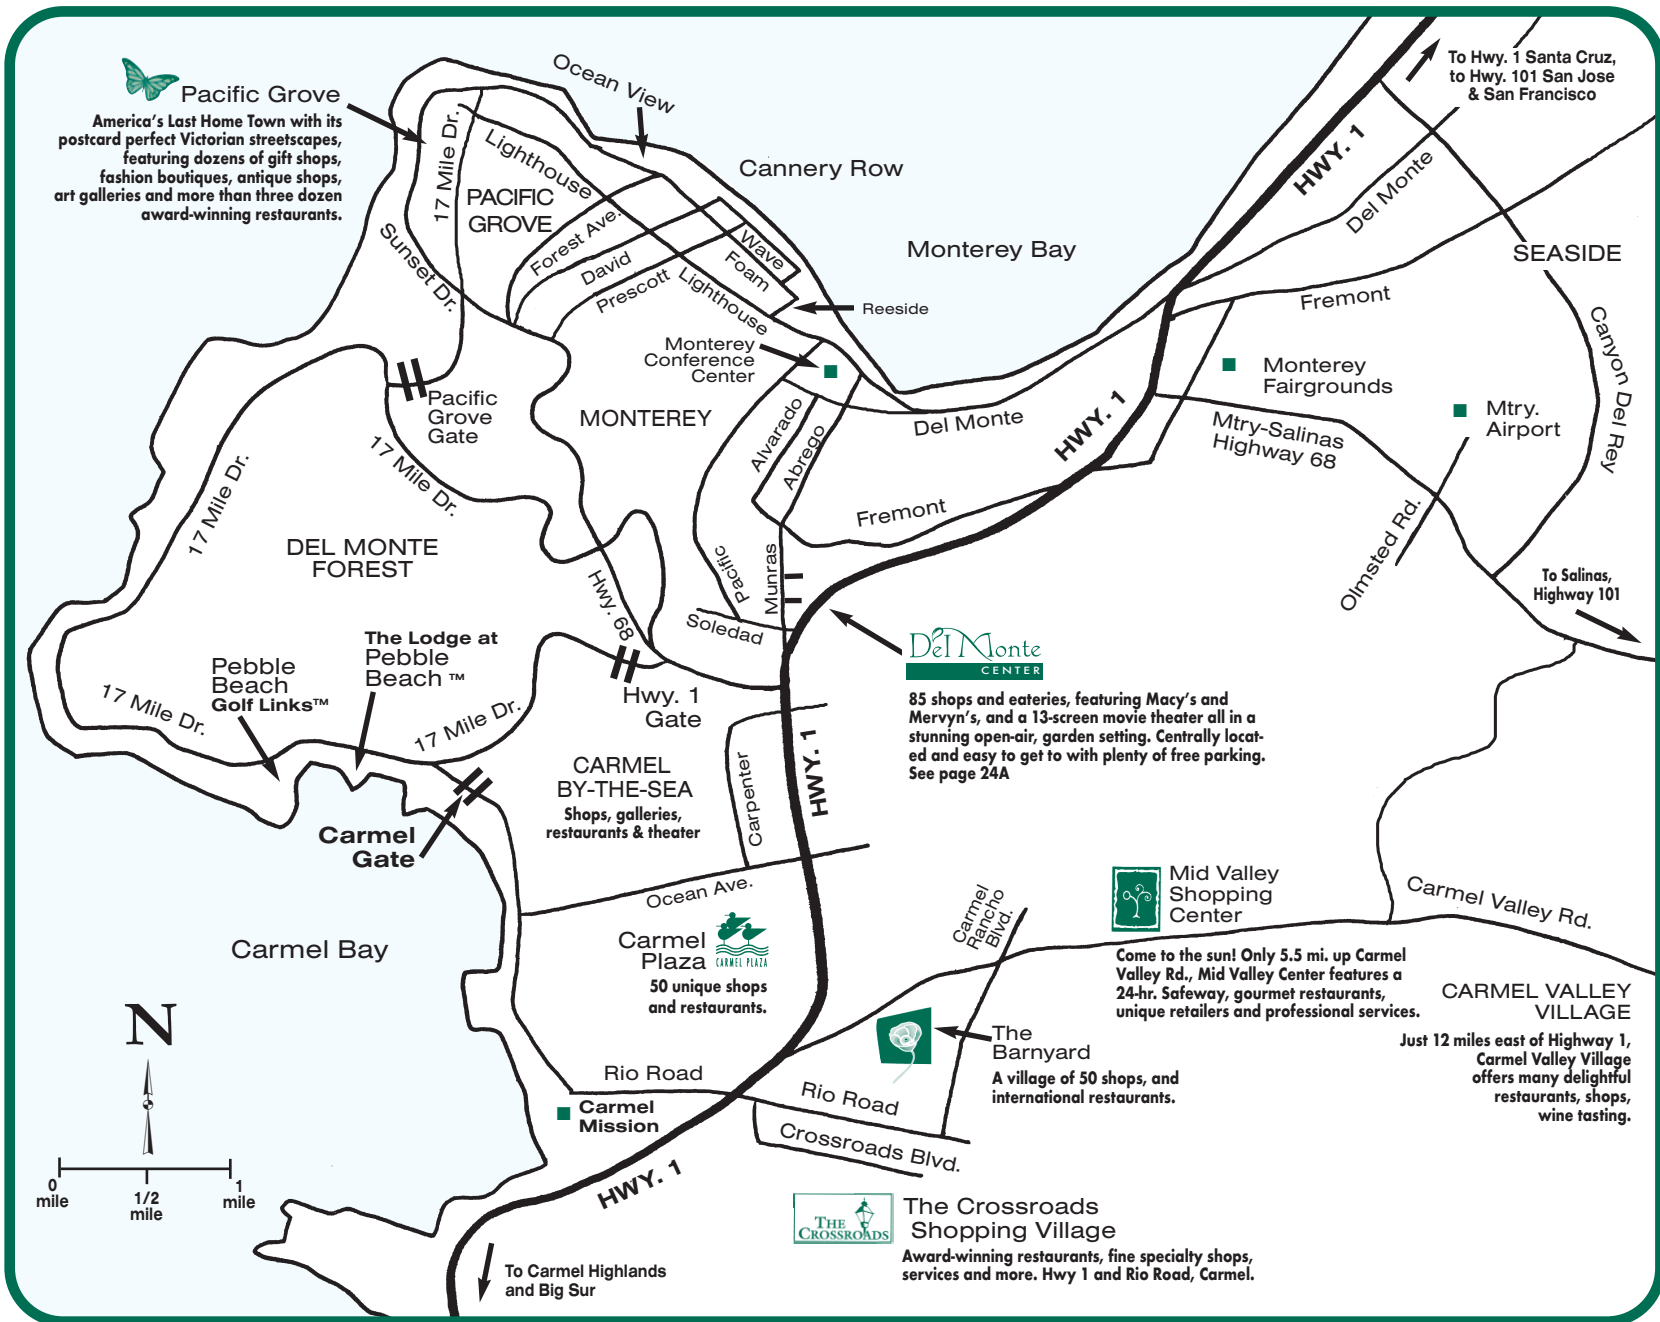 Pacific Grove
America's Last Home Town with its
postcard perfect Victorian streetscapes,
featuring dozens of gift shops,
fashion boutiques, antique shops,
art galleries and more than three dozen
award-winning restaurants.
Ocean View
Cannery Row
Monterey Bay
To Hwy. 1 Santa Cruz,
to Hwy. 101 San Jose
& San Francisco
HWY. 1
Del Monte
SEASIDE
Fremont
Canyon Del Rey
17 Mile Dr.
Lighthouse
PACIFIC
GROVE
Sunset Dr.
Forest Ave.
David
Prescott
Lighthouse
Wave
Foam
Reeside
Monterey
Conference
Center
Monterey
Fairgrounds
Mtry.
Airport
Mtry-Salinas
Highway 68
Olmsted Rd.
To Salinas,
Highway 101
Pacific
Grove
Gate
MONTEREY
Alvarado
Abrego
Del Monte
HWY. 1
Fremont
17 Mile Dr.
17 Mile Dr.
DEL MONTE
FOREST
Hwy. 68
Pacific
Munras
Soledad
Del Monte
CENTER
85 shops and eateries, featuring Macy's and
Mervyn's, and a 13-screen movie theater all in a
stunning open-air, garden setting. Centrally locat-
ed and easy to get to with plenty of free parking.
See page 24A
The Lodge at
Pebble
Beach ™
Pebble
Beach
Golf Links™
17 Mile Dr.
17 Mile Dr.
Hwy. 1
Gate
CARMEL
BY-THE-SEA
Shops, galleries,
restaurants & theater
Carpenter
HWY. 1
Carmel
Gate
Ocean Ave.
Carmel
Plaza
CARMEL PLAZA
50 unique shops
and restaurants.
Carmel Bay
Carmel
Rancho
Blvd.
Mid Valley
Shopping
Center
Come to the sun! Only 5.5 mi. up Carmel
Valley Rd., Mid Valley Center features a
24-hr. Safeway, gourmet restaurants,
unique retailers and professional services.
Carmel Valley Rd.
CARMEL VALLEY
VILLAGE
Just 12 miles east of Highway 1,
Carmel Valley Village
offers many delightful
restaurants, shops,
wine tasting.
The
Barnyard
A village of 50 shops, and
international restaurants.
N
0
mile
1/2
mile
1
mile
Rio Road
Rio Road
Carmel
Mission
Crossroads Blvd.
HWY. 1
THE
CROSSROADS
The Crossroads
Shopping Village
Award-winning restaurants, fine specialty shops,
services and more. Hwy 1 and Rio Road, Carmel.
To Carmel Highlands
and Big Sur